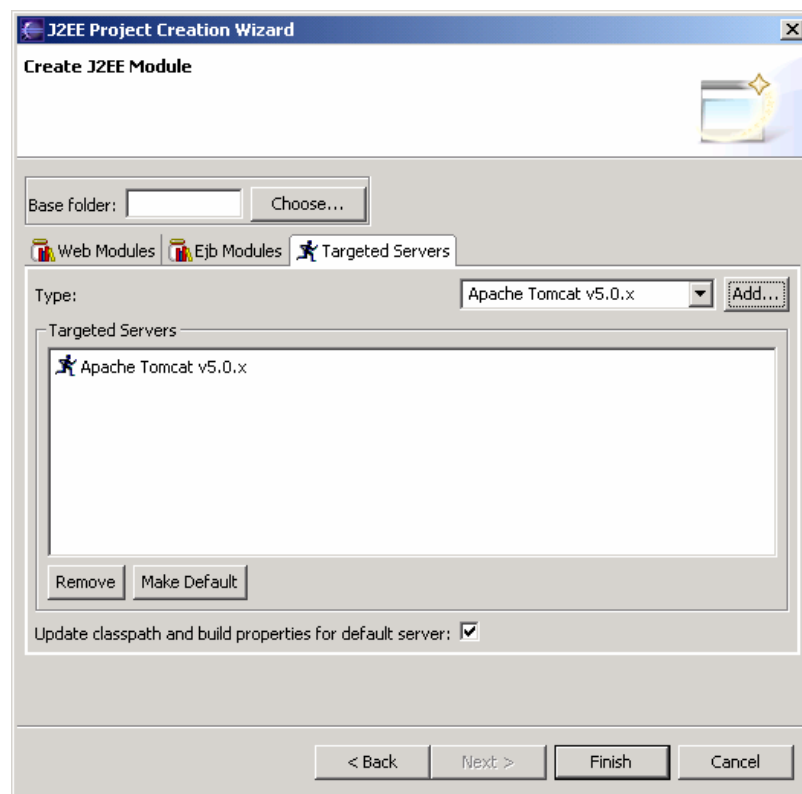 J2EE Project Creation Wizard
Create J2EE Module
Base folder: Choose...
Web Modules Ejb Modules Targeted Servers
Type: Apache Tomcat v5.0.x Add...
Targeted Servers
Apache Tomcat v5.0.x
Remove Make Default
Update classpath and build properties for default server:
< Back Next > Finish Cancel